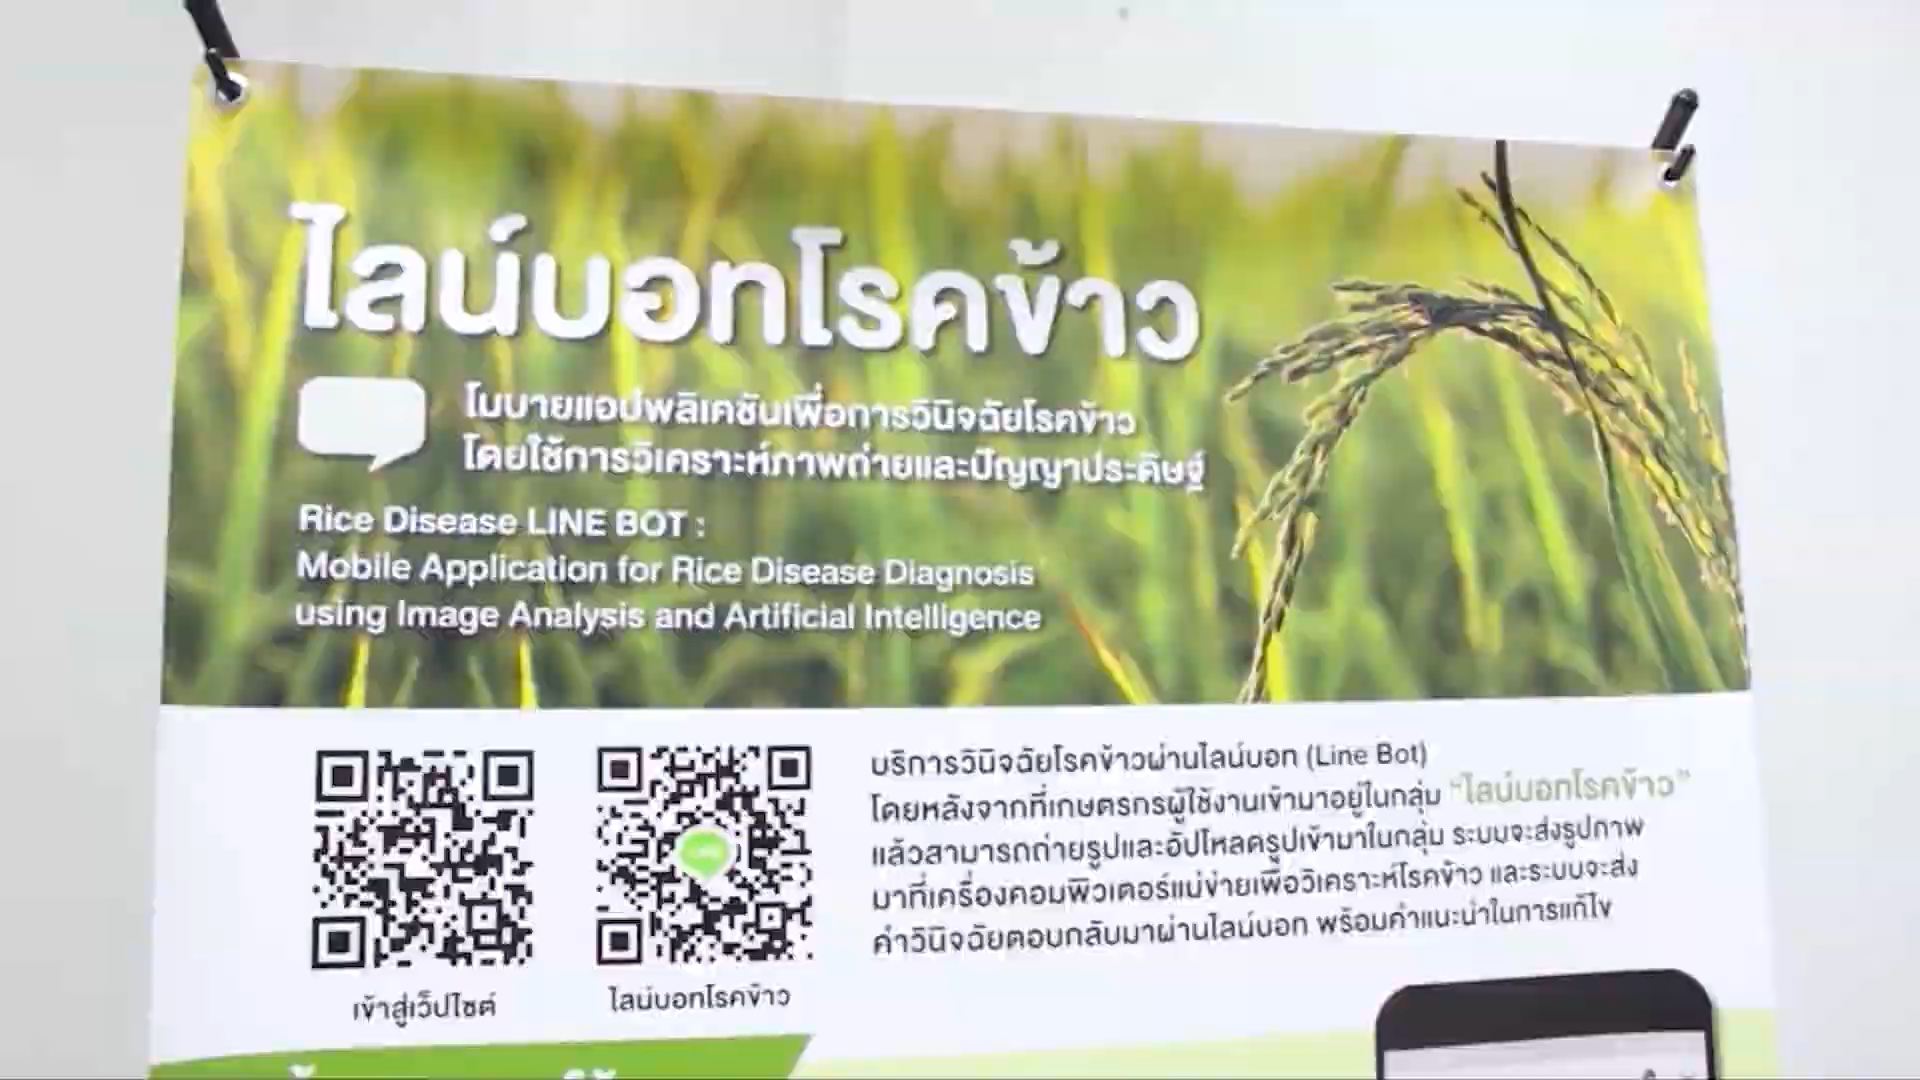 ไลน์บอทโรคข้าว
โมบายแอปพลิเคชันเพื่อการวินิจฉัยโรคข้าว
โดยใช้การวิเคราะห์ภาพถ่ายและปัญญาประดิษฐ์
Rice Disease LINE BOT :
Mobile Application for Rice Disease Diagnosis
using Image Analysis and Artificial Intelligence
บริการวินิจฉัยโรคข้าวผ่านไลน์บอท (Line Bot)
โดยหลังจากที่เกษตรกรผู้ใช้งานเข้ามาอยู่ในกลุ่ม “ไลน์บอทโรคข้าว”
แล้วสามารถถ่ายรูปและอัปโหลดรูปเข้ามาในกลุ่ม ระบบจะส่งรูปภาพ
มาที่เครื่องคอมพิวเตอร์แม่ข่ายเพื่อวิเคราะห์โรคข้าว และระบบจะส่ง
คำวินิจฉัยตอบกลับมาผ่านไลน์บอท พร้อมคำแนะนำในการแก้ไข
เข้าสู่เว็ปไซต์
ไลน์บอทโรคข้าว